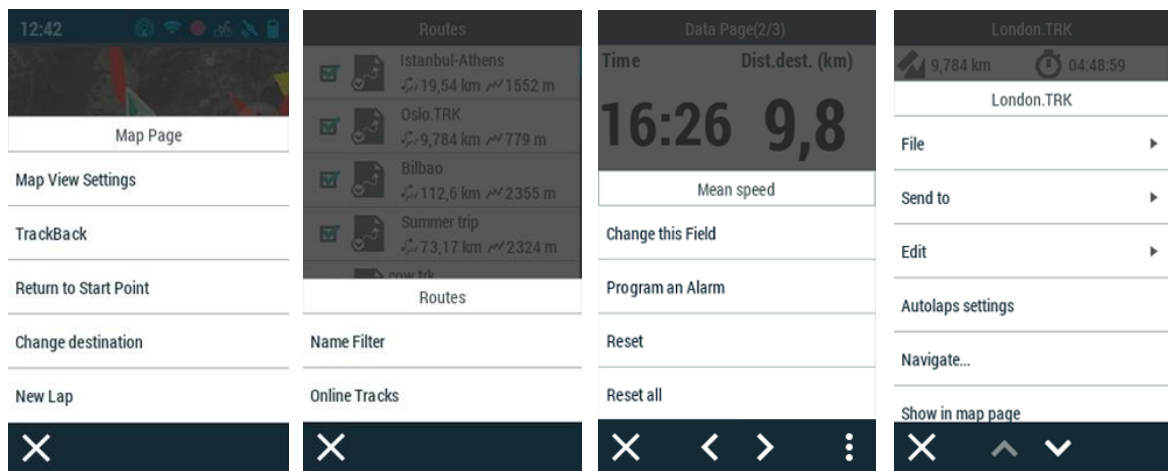 12:42
Map Page
Map View Settings
TrackBack
Return to Start Point
Change destination
New Lap
Routes
Istanbul-Athens
19,54 km 1552 m
Oslo.TRK
9,784 km 779 m
Bilbao
112,6 km 2355 m
Summer trip
73,17 km 2324 m
cow.trk
Routes
Name Filter
Online Tracks
Data Page(2/3)
Time Dist.dest. (km)
16:26 9,8
Mean speed
Change this Field
Program an Alarm
Reset
Reset all
London.TRK
9,784 km 04:48:59
London.TRK
File
Send to
Edit
Autolaps settings
Navigate...
Show in map page